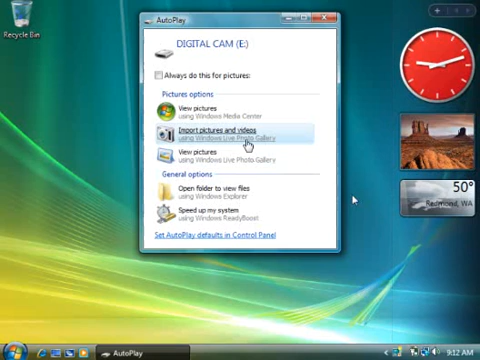 Recycle Bin
AutoPlay
DIGITAL CAM (E:)
Always do this for pictures:
Pictures options
View pictures
using Windows Media Center
Import pictures and videos
using Windows Live Photo Gallery
View pictures
using Windows Live Photo Gallery
General options
Open folder to view files
using Windows Explorer
Speed up my system
using Windows ReadyBoost
Set AutoPlay defaults in Control Panel
50°
Redmond, WA
AutoPlay
9:12 AM